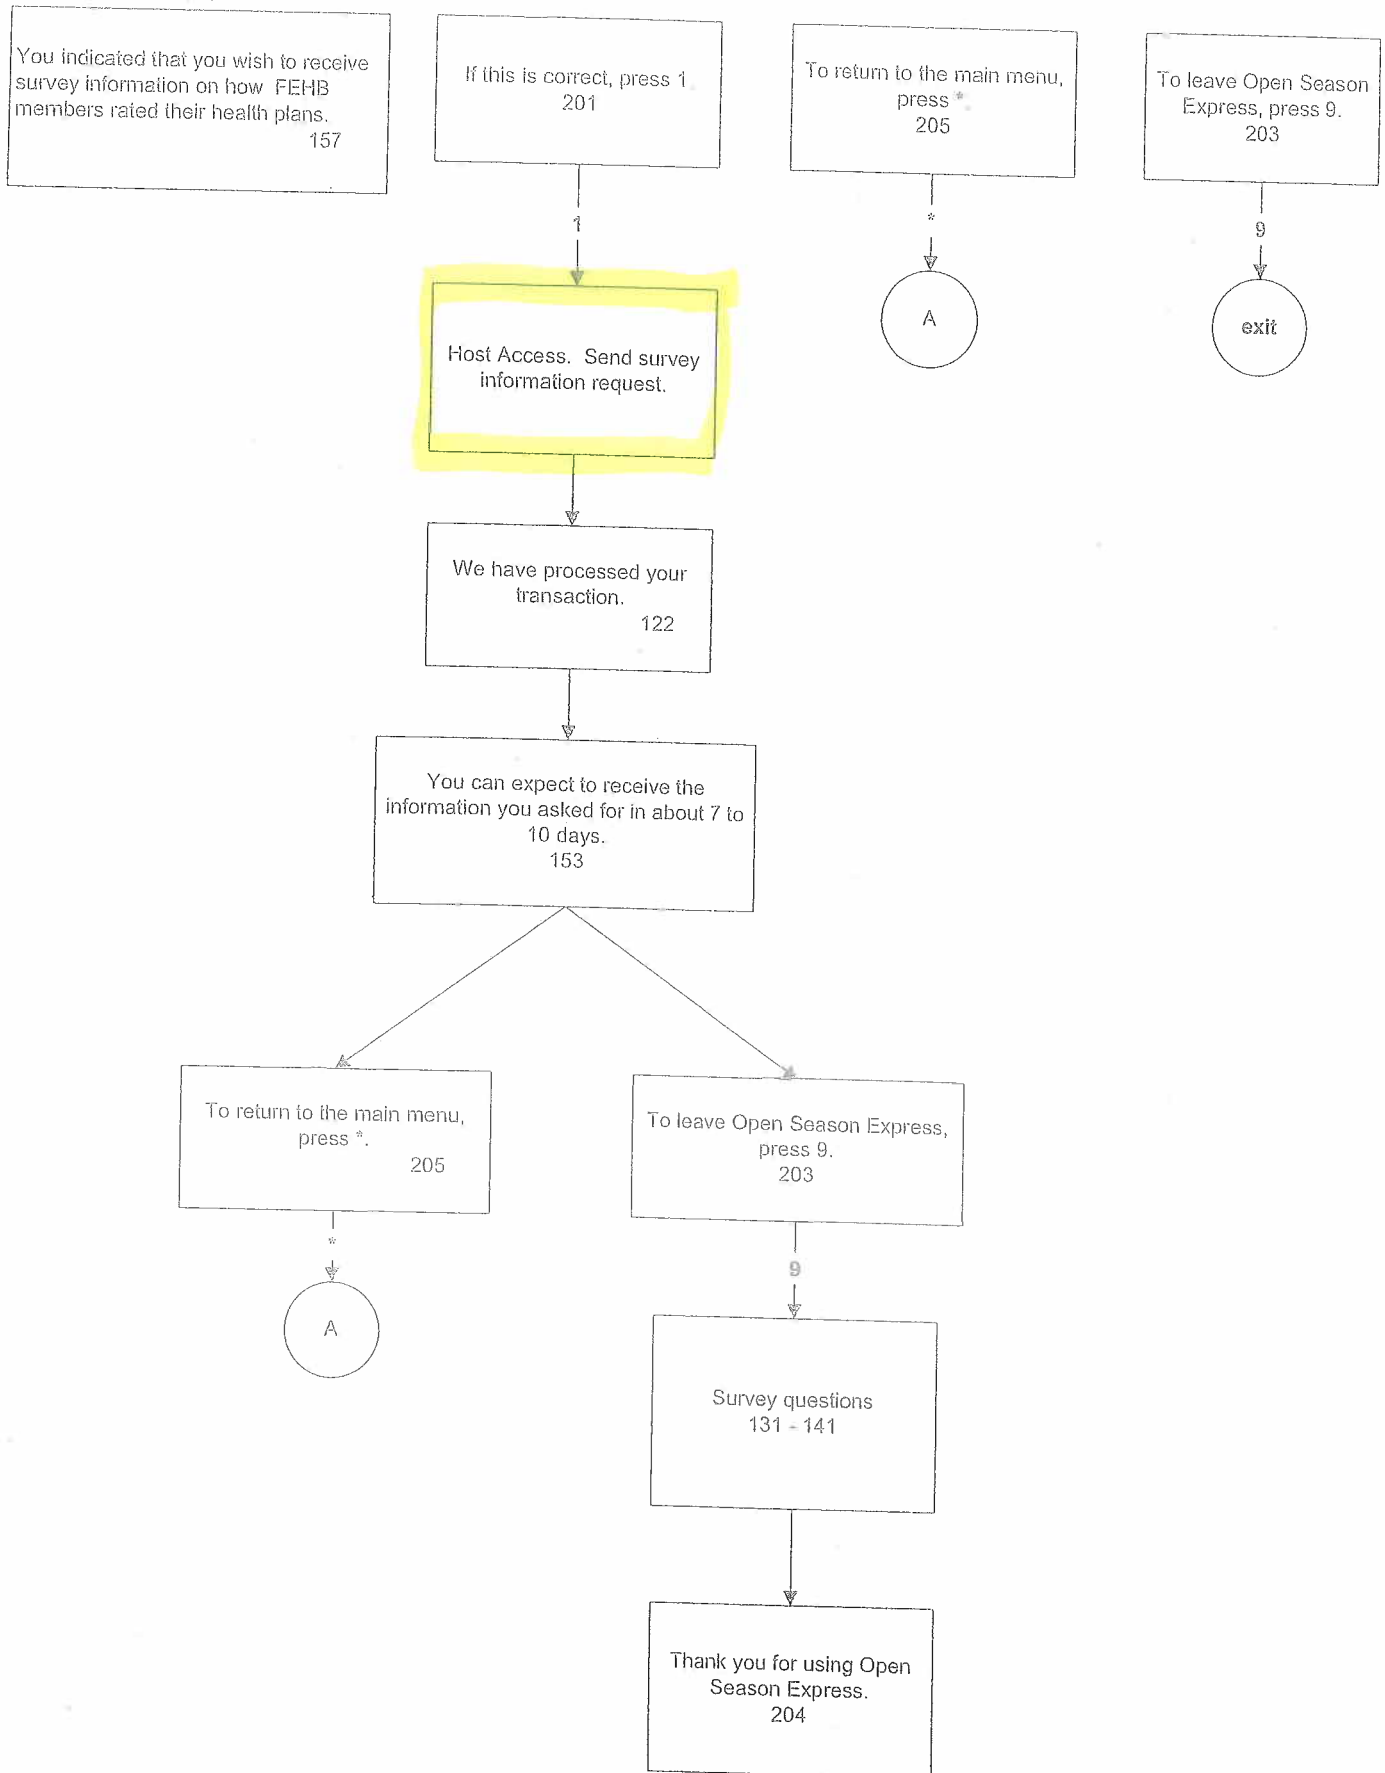 You indicated that you wish to receive
survey information on how FEHB
members rated their health plans.
157
If this is correct, press 1.
201
To return to the main menu,
press *.
205
To leave Open Season
Express, press 9.
203
1
*
9
A
exit
Host Access. Send survey
information request.
We have processed your
transaction.
122
You can expect to receive the
information you asked for in about 7 to
10 days.
153
To return to the main menu,
press *.
205
To leave Open Season Express,
press 9.
203
*
9
A
Survey questions
131 - 141
Thank you for using Open
Season Express.
204